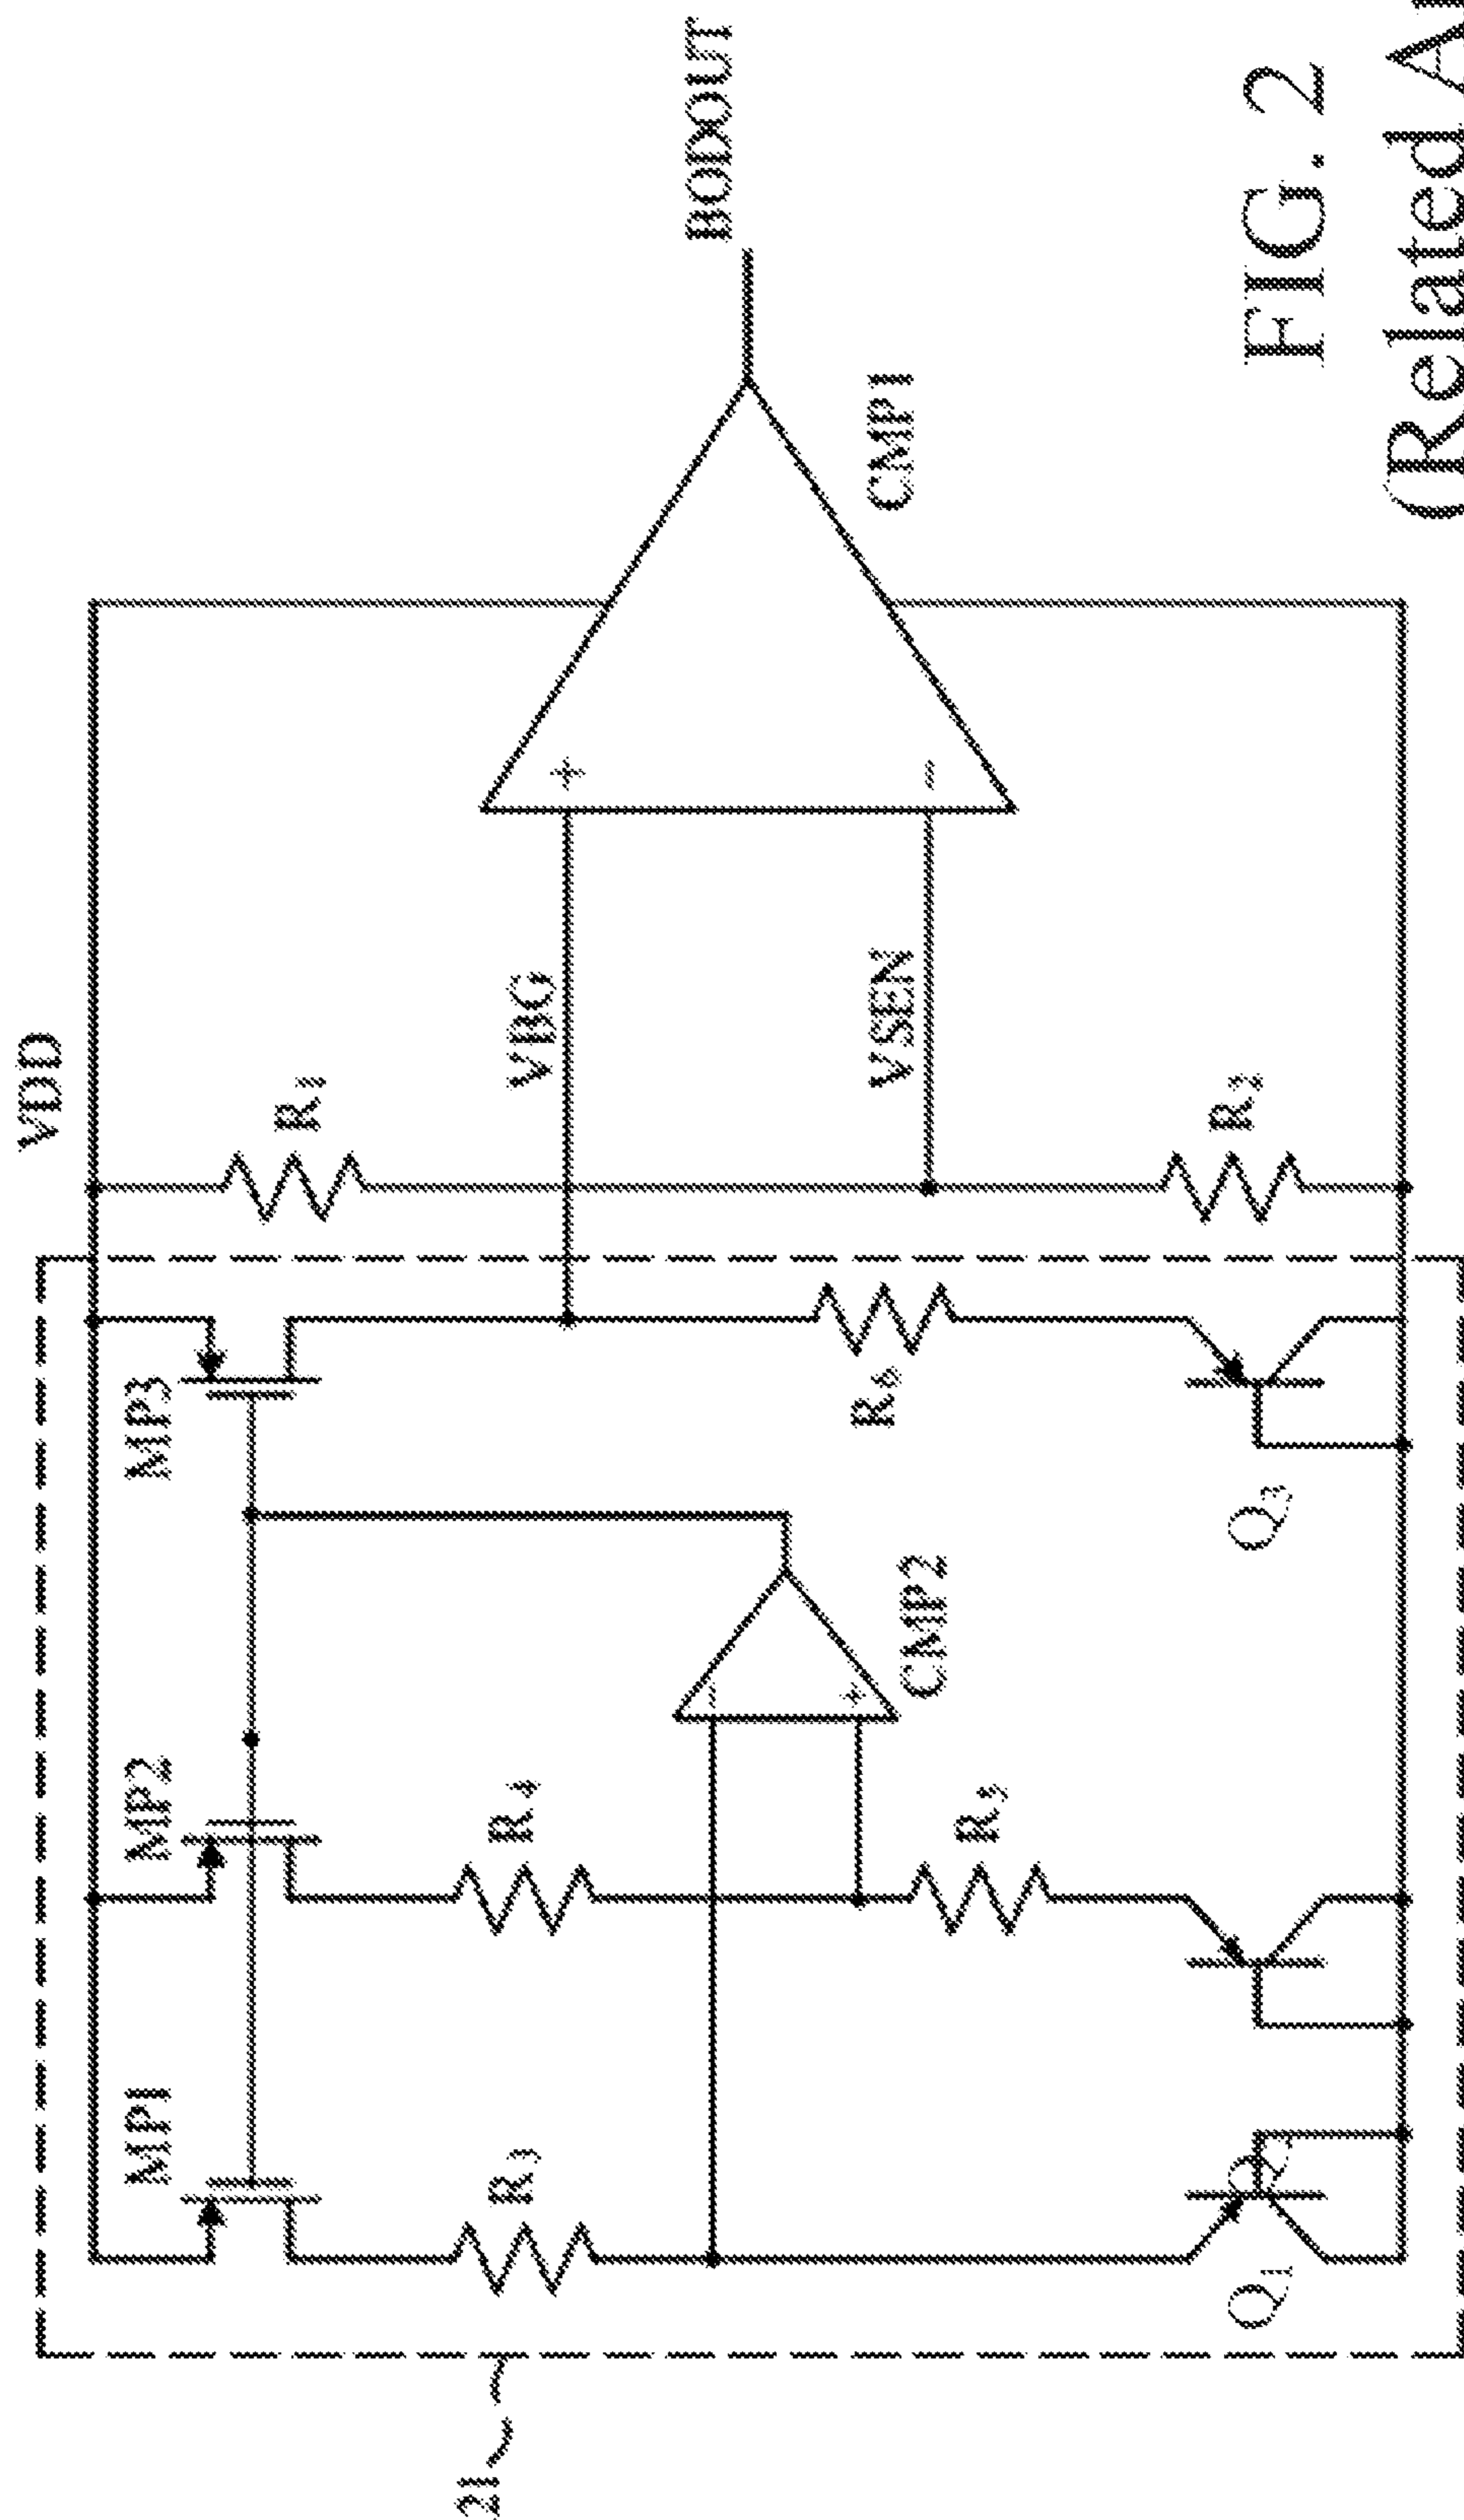 VDD
MP1
MP2
MP3
R1
BODOUT
VBG
R3
R4
CMP1
VSEN
CMP2
R6
R5
R2
Q1
Q3
21
FIG. 2
(Related